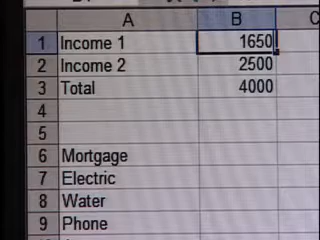 A B C
1 Income 1 1650
2 Income 2 2500
3 Total 4000
4
5
6 Mortgage
7 Electric
8 Water
9 Phone